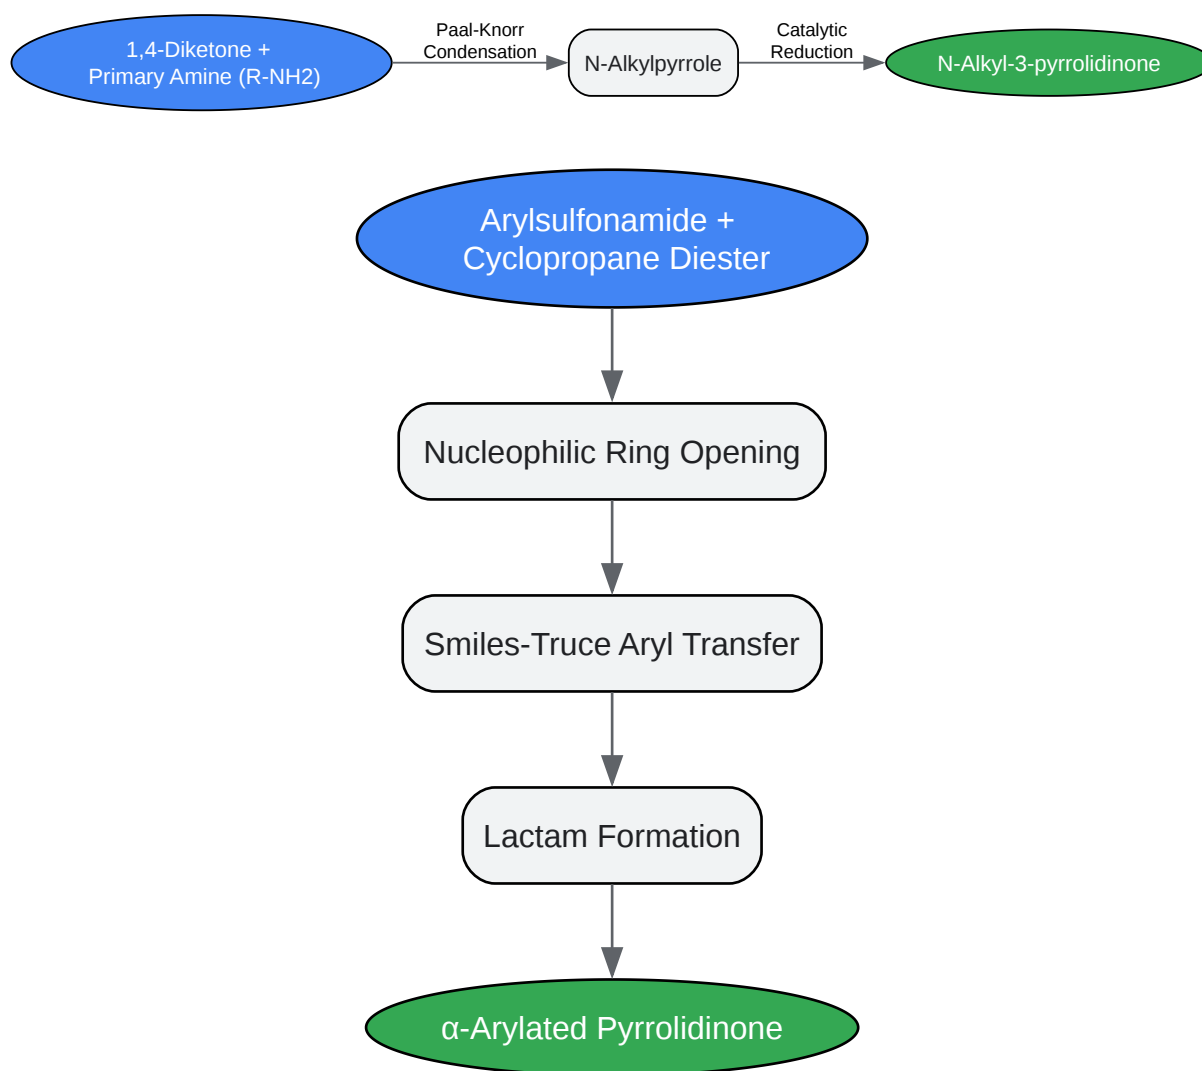 1,4-Diketone +
Primary Amine (R-NH2)
Paal-Knorr
Condensation
N-Alkylpyrrole
Catalytic
Reduction
N-Alkyl-3-pyrrolidinone
Arylsulfonamide +
Cyclopropane Diester
Nucleophilic Ring Opening
Smiles-Truce Aryl Transfer
Lactam Formation
α-Arylated Pyrrolidinone